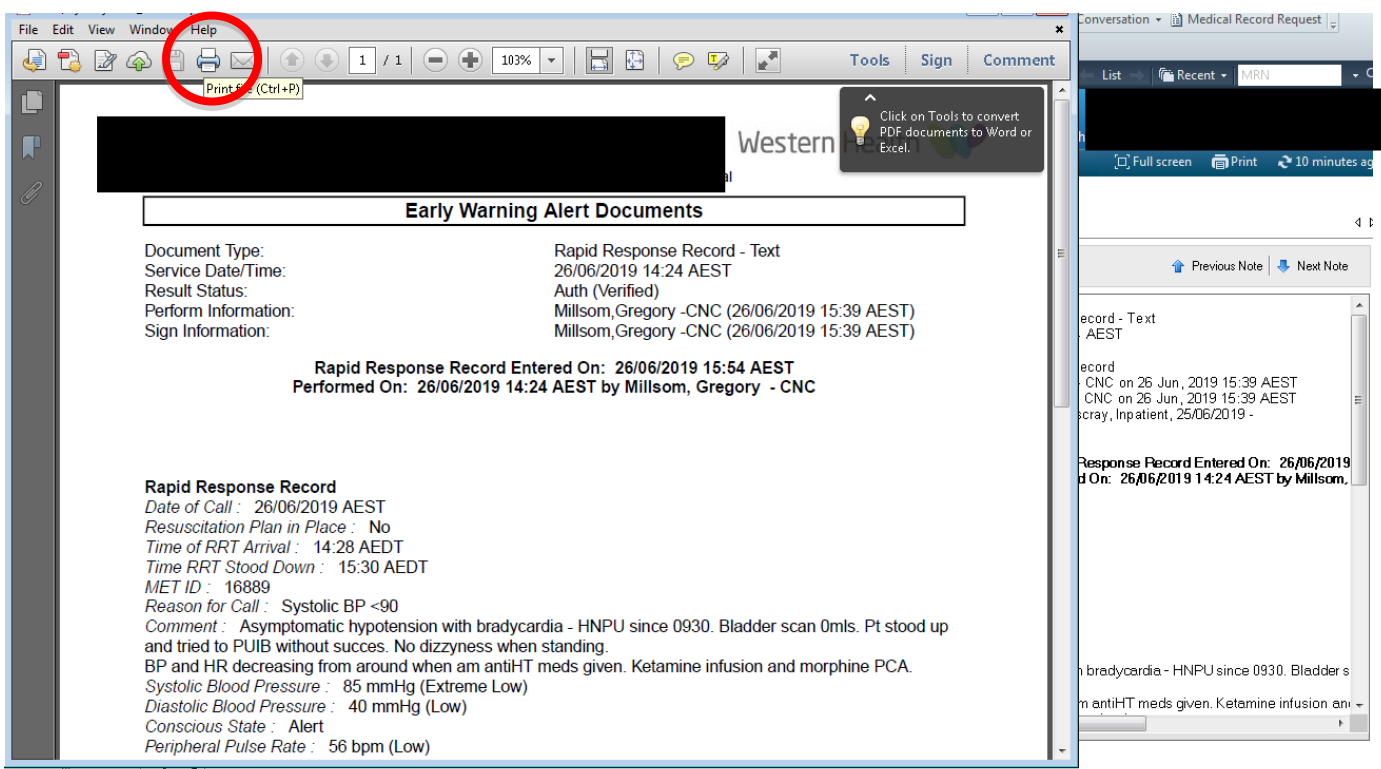 File Edit View Window Help
1 / 1 103% Tools Sign Comment
Print file (Ctrl+P)
Click on Tools to convert
PDF documents to Word or
Excel.
Western Health
Early Warning Alert Documents
Document Type: Rapid Response Record - Text
Service Date/Time: 26/06/2019 14:24 AEST
Result Status: Auth (Verified)
Perform Information: Millsom,Gregory -CNC (26/06/2019 15:39 AEST)
Sign Information: Millsom,Gregory -CNC (26/06/2019 15:39 AEST)
Rapid Response Record Entered On: 26/06/2019 15:54 AEST
Performed On: 26/06/2019 14:24 AEST by Millsom, Gregory - CNC
Rapid Response Record
Date of Call : 26/06/2019 AEST
Resuscitation Plan in Place : No
Time of RRT Arrival : 14:28 AEDT
Time RRT Stood Down : 15:30 AEDT
MET ID : 16889
Reason for Call : Systolic BP <90
Comment : Asymptomatic hypotension with bradycardia - HNPU since 0930. Bladder scan 0mls. Pt stood up
and tried to PUIB without succes. No dizzyness when standing.
BP and HR decreasing from around when am antiHT meds given. Ketamine infusion and morphine PCA.
Systolic Blood Pressure : 85 mmHg (Extreme Low)
Diastolic Blood Pressure : 40 mmHg (Low)
Conscious State : Alert
Peripheral Pulse Rate : 56 bpm (Low)
Conversation Medical Record Request
List Recent MRN
Full screen Print 10 minutes ag
Previous Note Next Note
ecord - Text
AEST
ecord
CNC on 26 Jun, 2019 15:39 AEST
CNC on 26 Jun, 2019 15:39 AEST
scray, Inpatient, 25/06/2019 -
Response Record Entered On: 26/06/2019
d On: 26/06/2019 14:24 AEST by Millsom,
n bradycardia - HNPU since 0930. Bladder s
m antiHT meds given. Ketamine infusion an